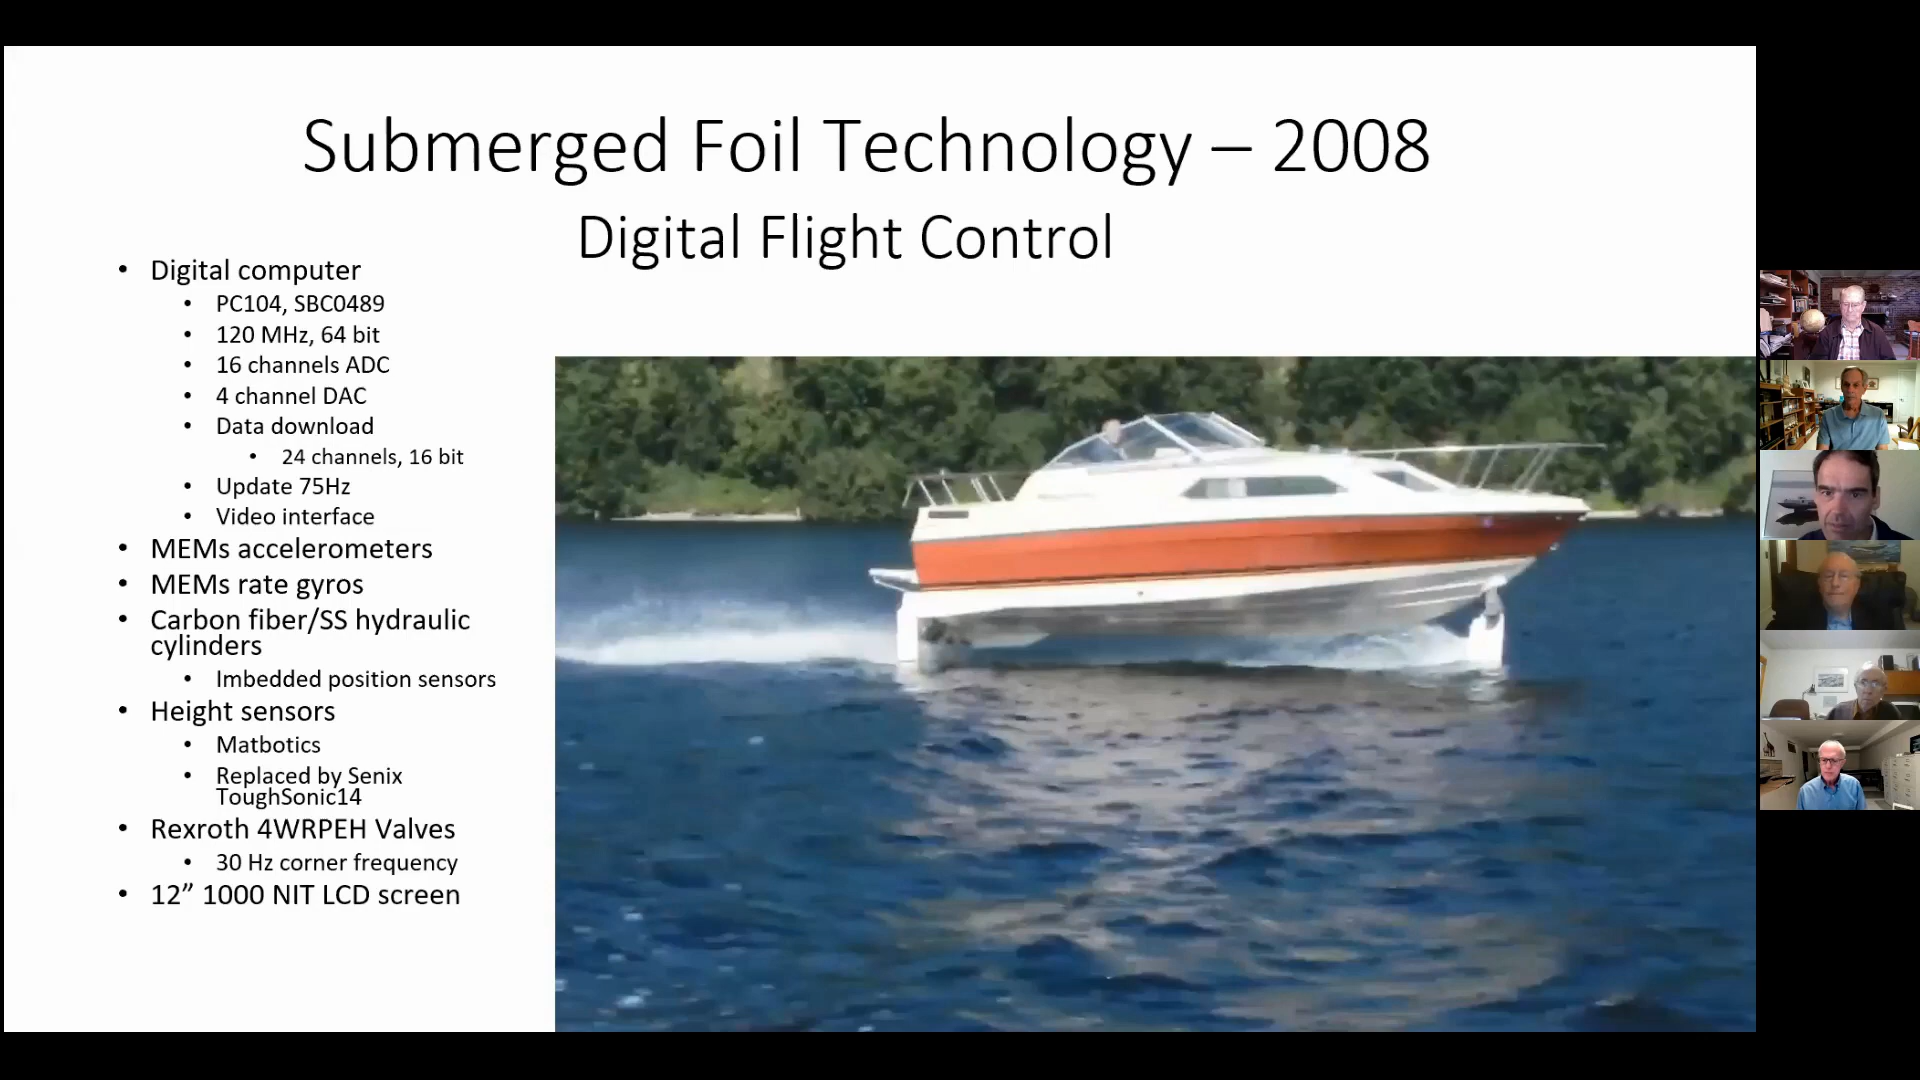 Submerged Foil Technology – 2008
Digital Flight Control
• Digital computer
• PC104, SBC0489
• 120 MHz, 64 bit
• 16 channels ADC
• 4 channel DAC
• Data download
• 24 channels, 16 bit
• Update 75Hz
• Video interface
• MEMs accelerometers
• MEMs rate gyros
• Carbon fiber/SS hydraulic
cylinders
• Imbedded position sensors
• Height sensors
• Matbotics
• Replaced by Senix
ToughSonic14
• Rexroth 4WRPEH Valves
• 30 Hz corner frequency
• 12” 1000 NIT LCD screen